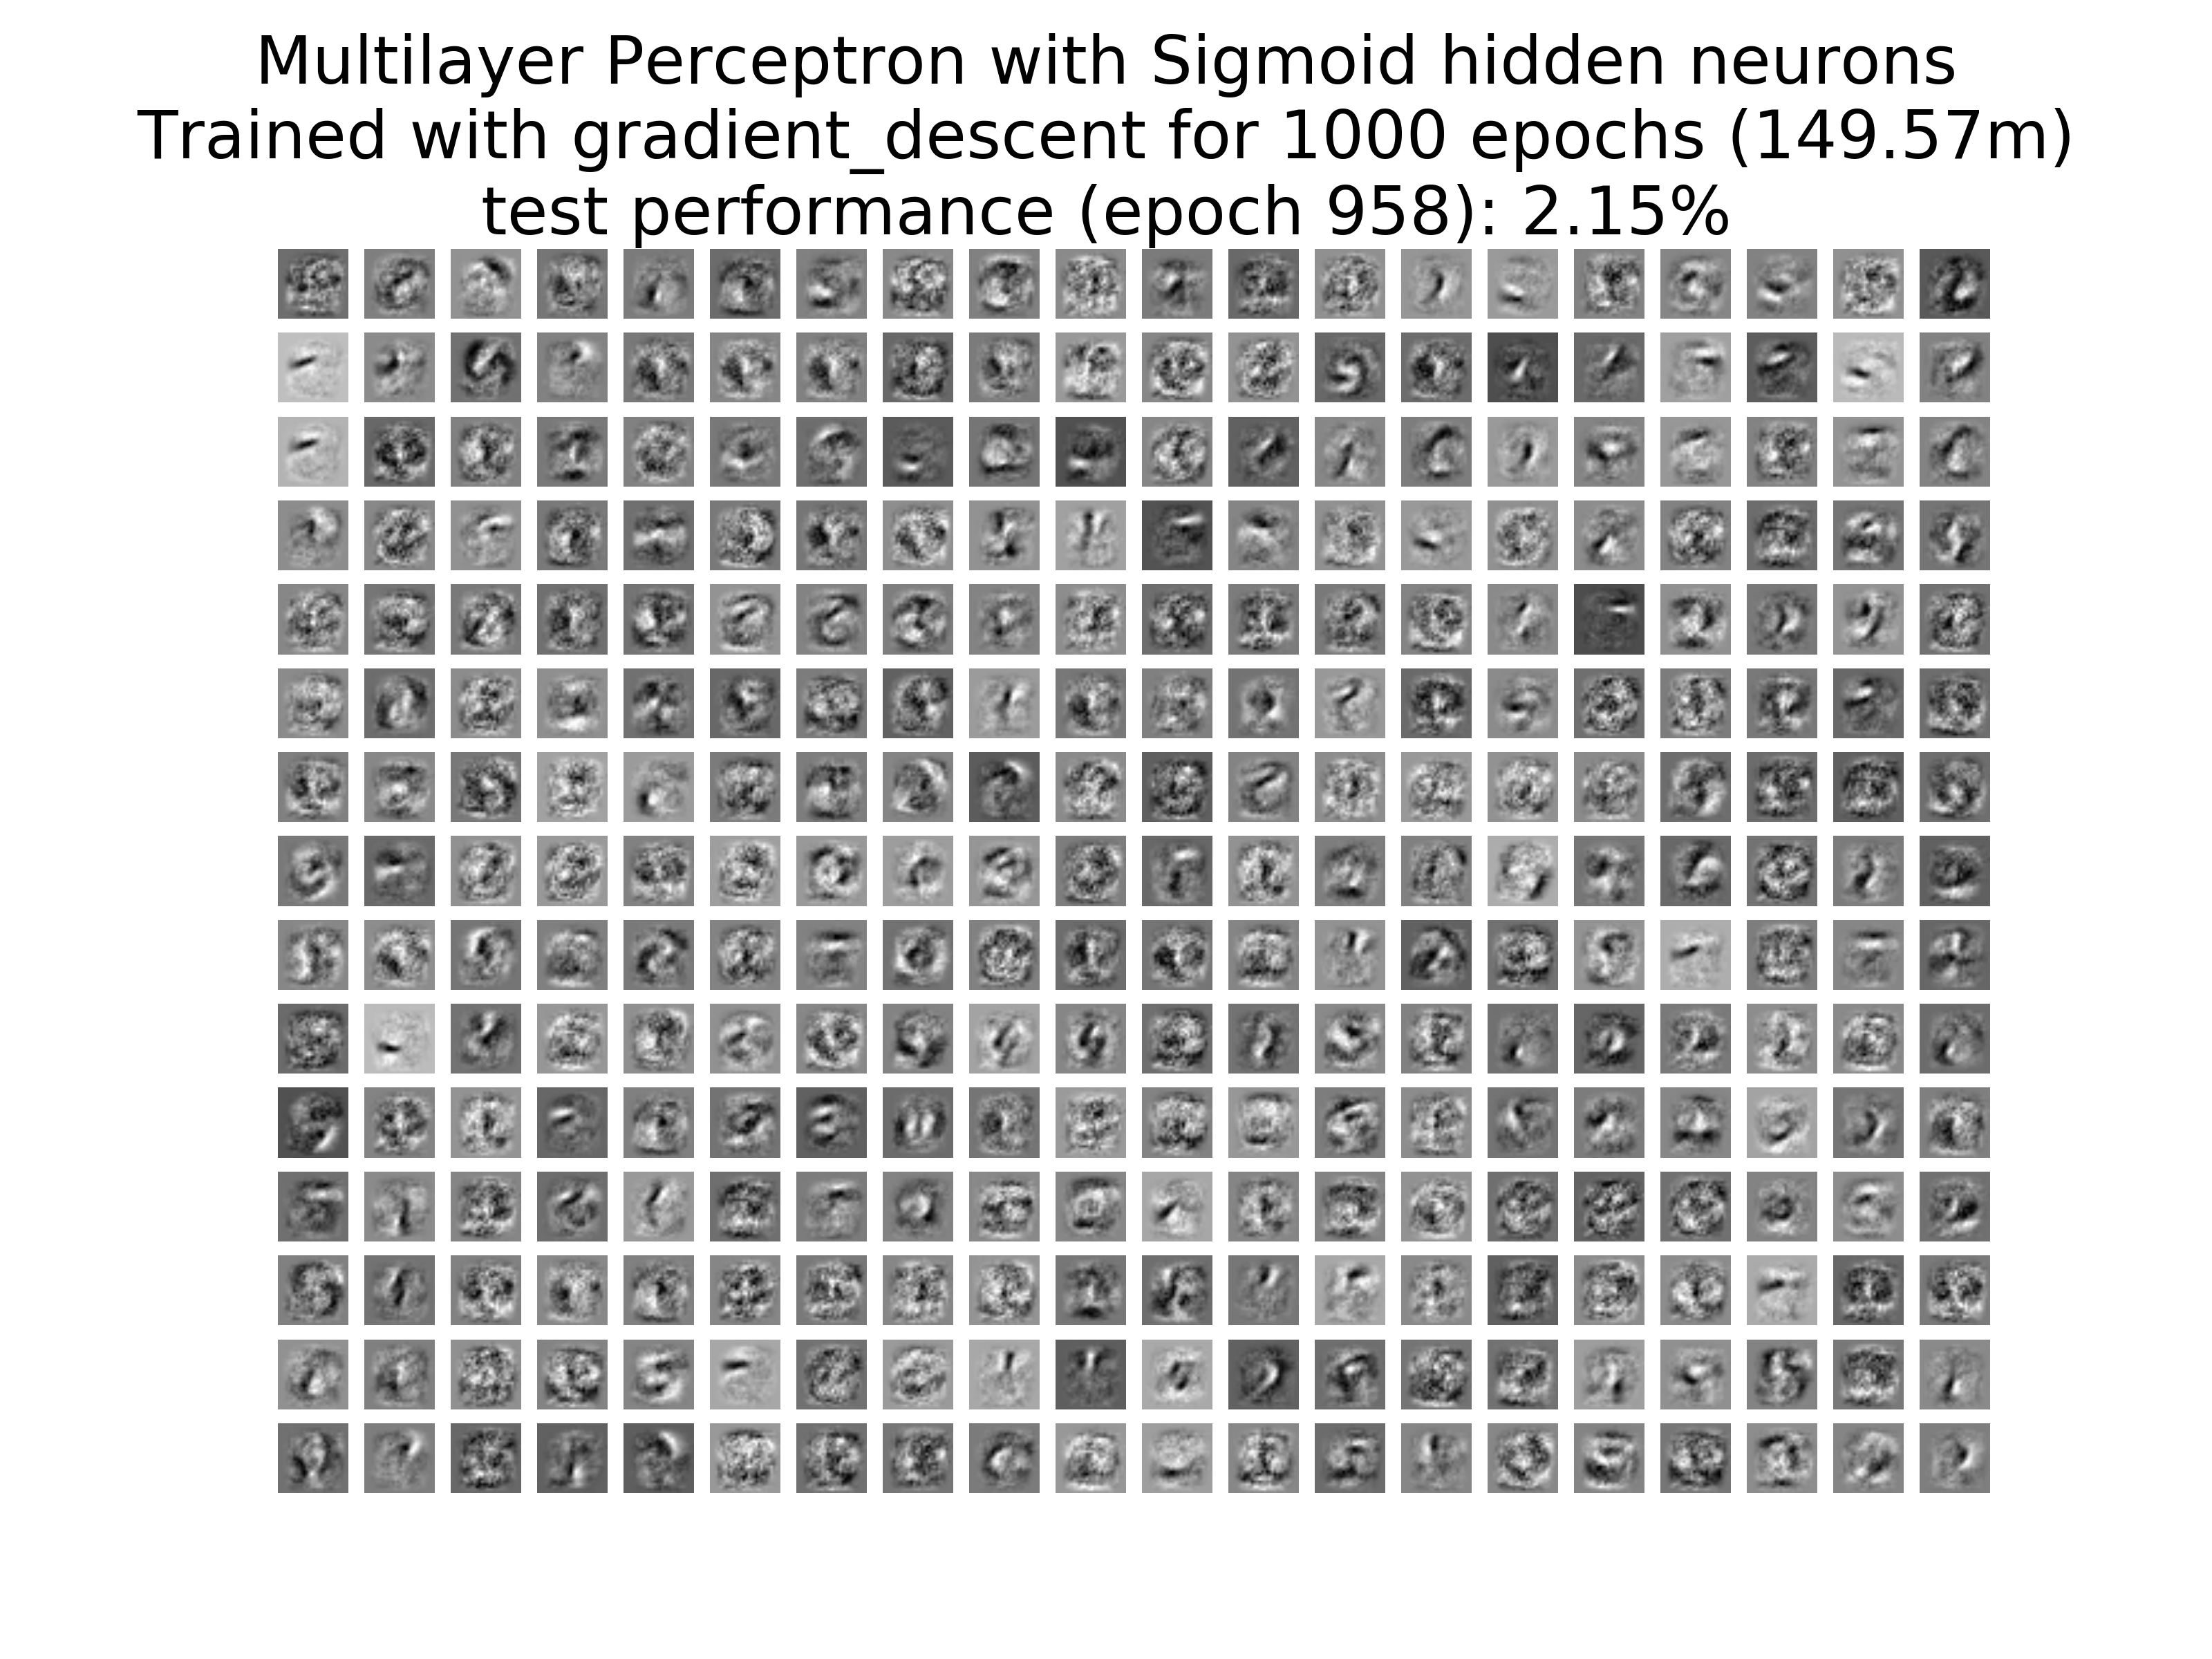 Multilayer Perceptron with Sigmoid hidden neurons
Trained with gradient_descent for 1000 epochs (149.57m)
test performance (epoch 958): 2.15%